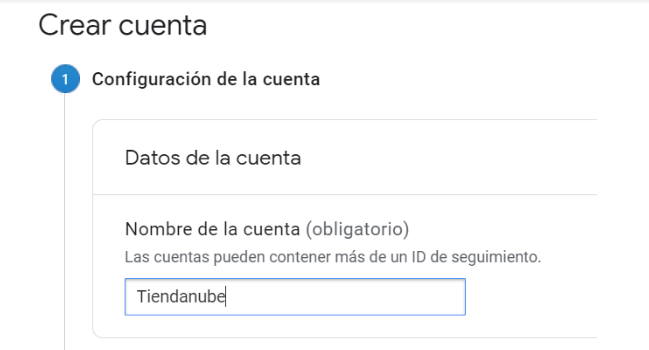 Crear cuenta
1 Configuración de la cuenta
Datos de la cuenta
Nombre de la cuenta (obligatorio)
Las cuentas pueden contener más de un ID de seguimiento.
Tiendanube